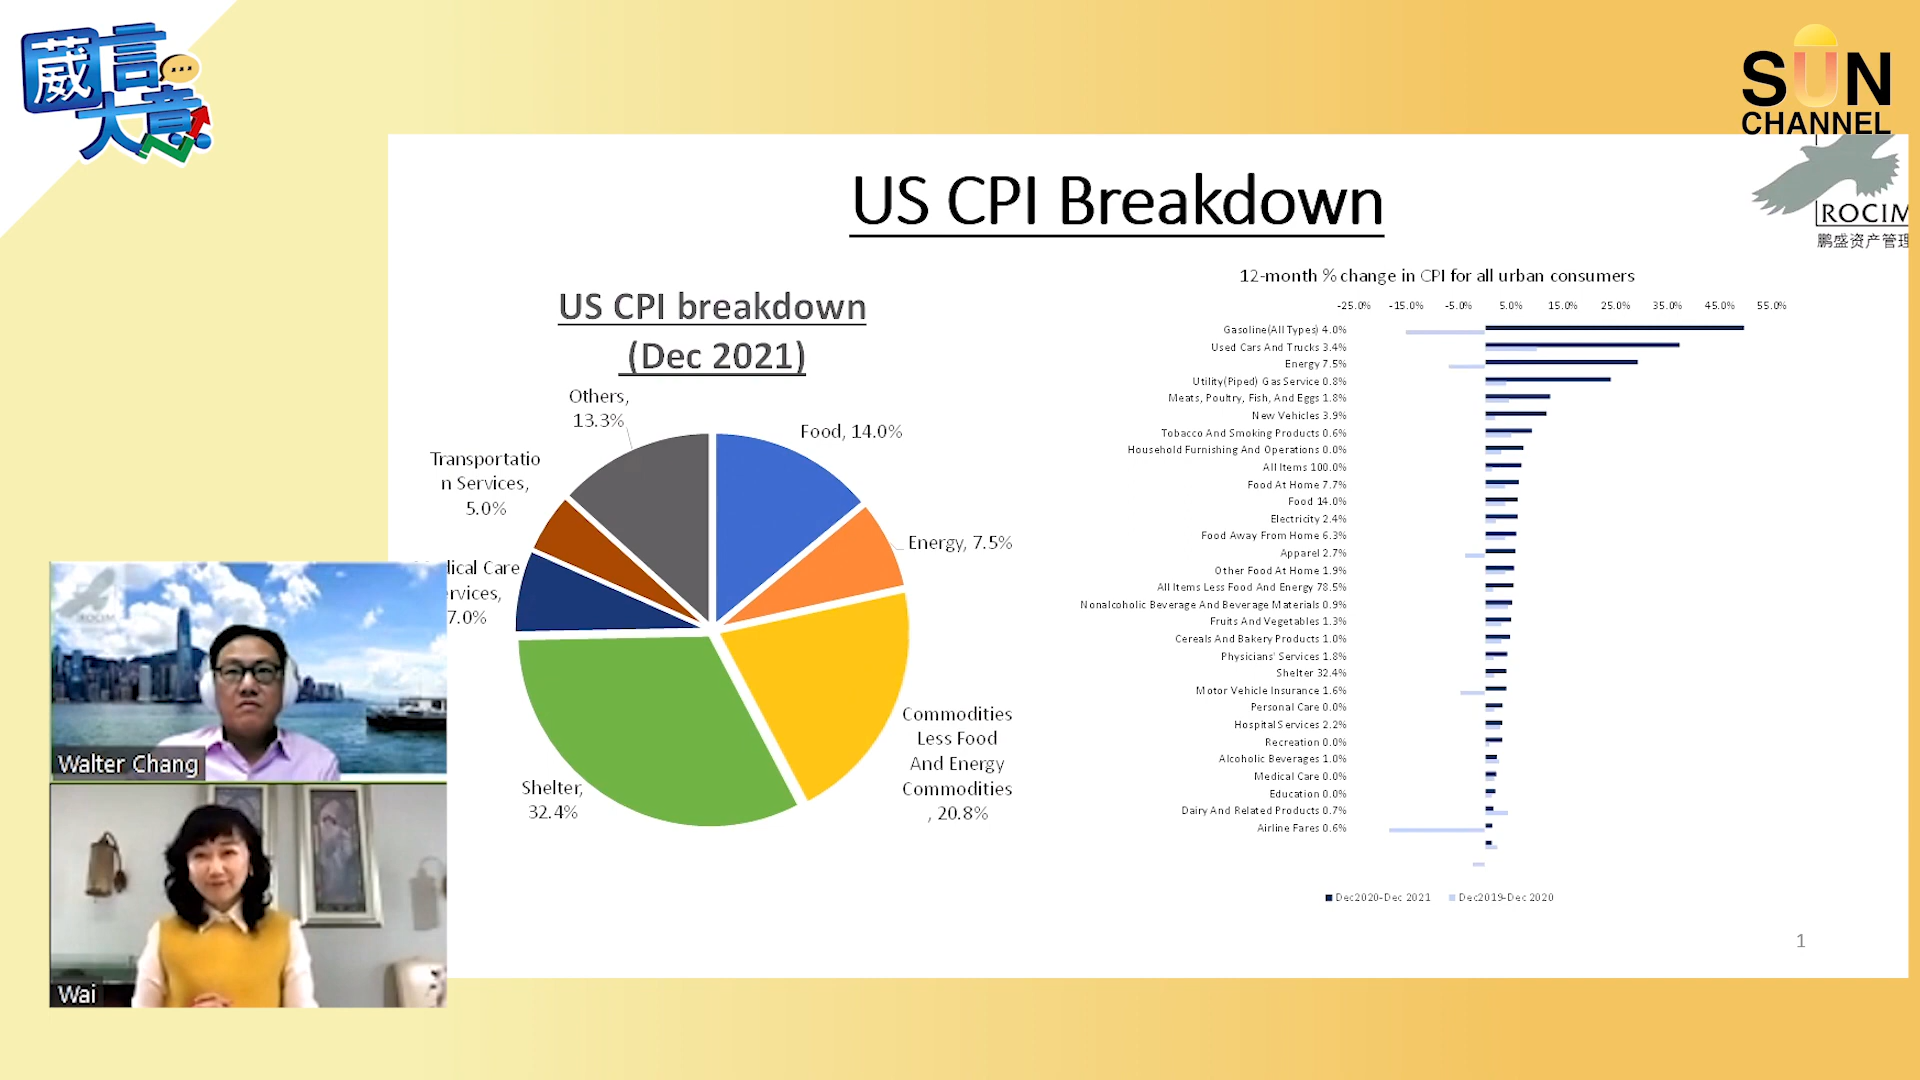 葳言
大意
SUN
CHANNEL
ROCIM
鹏盛资产管理
US CPI Breakdown
US CPI breakdown
(Dec 2021)
Others,
13.3%
Food, 14.0%
Transportatio
n Services,
5.0%
Energy, 7.5%
dical Care
rvices,
7.0%
Commodities
Less Food
And Energy
Commodities
, 20.8%
Shelter,
32.4%
12-month % change in CPI for all urban consumers
-25.0% -15.0% -5.0% 5.0% 15.0% 25.0% 35.0% 45.0% 55.0%
Gasoline(All Types) 4.0%
Used Cars And Trucks 3.4%
Energy 7.5%
Utility(Piped) Gas Service 0.8%
Meats, Poultry, Fish, And Eggs 1.8%
New Vehicles 3.9%
Tobacco And Smoking Products 0.6%
Household Furnishing And Operations 0.0%
All Items 100.0%
Food At Home 7.7%
Food 14.0%
Electricity 2.4%
Food Away From Home 6.3%
Apparel 2.7%
Other Food At Home 1.9%
All Items Less Food And Energy 78.5%
Nonalcoholic Beverage And Beverage Materials 0.9%
Fruits And Vegetables 1.3%
Cereals And Bakery Products 1.0%
Physicians' Services 1.8%
Shelter 32.4%
Motor Vehicle Insurance 1.6%
Personal Care 0.0%
Hospital Services 2.2%
Recreation 0.0%
Alcoholic Beverages 1.0%
Medical Care 0.0%
Education 0.0%
Dairy And Related Products 0.7%
Airline Fares 0.6%
Dec2020-Dec 2021 Dec2019-Dec 2020
1
ROCIM
Walter Chang
Wai